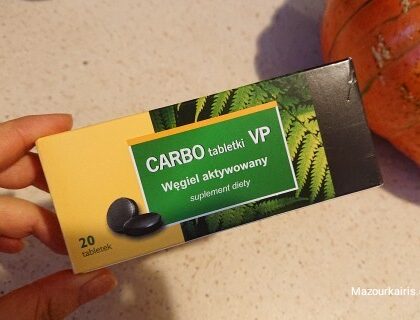 CARBO tabletki VP
Węgiel aktywowany
suplement diety
20
tabletek
Mazourkairis.